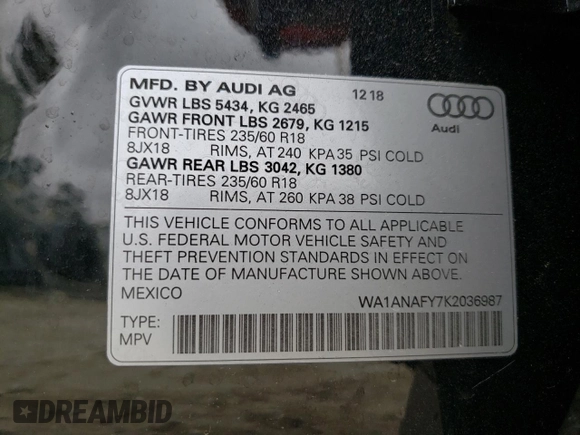 MFD. BY AUDI AG 12 18
GVWR LBS 5434, KG 2465
GAWR FRONT LBS 2679, KG 1215
FRONT-TIRES 235/60 R18
8JX18 RIMS, AT 240 KPA 35 PSI COLD
GAWR REAR LBS 3042, KG 1380
REAR-TIRES 235/60 R18
8JX18 RIMS, AT 260 KPA 38 PSI COLD
Audi
THIS VEHICLE CONFORMS TO ALL APPLICABLE
U.S. FEDERAL MOTOR VEHICLE SAFETY AND
THEFT PREVENTION STANDARDS IN EFFECT ON
THE DATE OF MANUFACTURE SHOWN ABOVE.
MEXICO WA1ANAFY7K2036987
TYPE:
MPV
DREAMBID